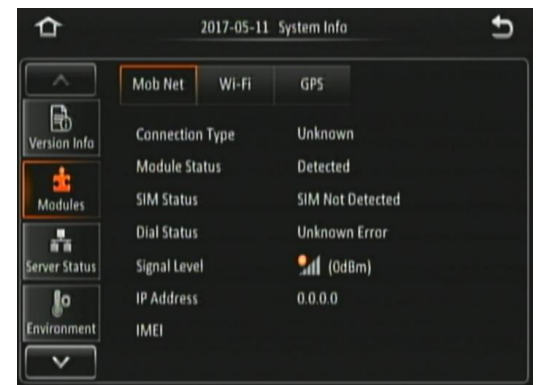 2017-05-11 System Info
Mob Net Wi-Fi GPS
Version Info
Modules
Server Status
Environment
Connection Type Unknown
Module Status Detected
SIM Status SIM Not Detected
Dial Status Unknown Error
Signal Level (0dBm)
IP Address 0.0.0.0
IMEI